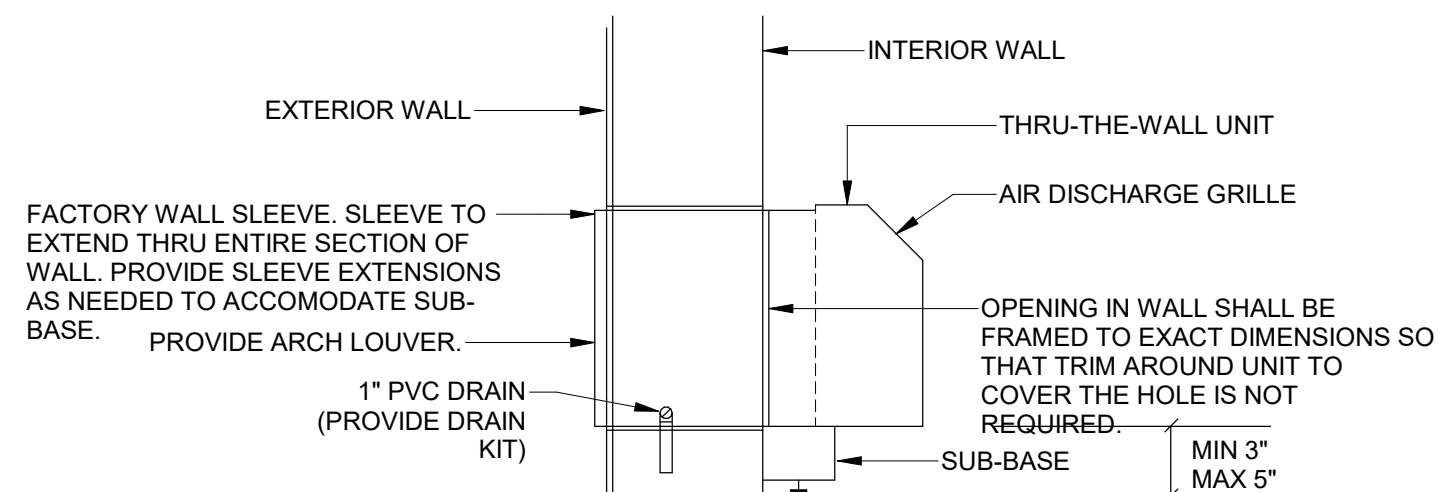 INTERIOR WALL
EXTERIOR WALL
THRU-THE-WALL UNIT
AIR DISCHARGE GRILLE
FACTORY WALL SLEEVE. SLEEVE TO
EXTEND THRU ENTIRE SECTION OF
WALL. PROVIDE SLEEVE EXTENSIONS
AS NEEDED TO ACCOMODATE SUB-
BASE.
PROVIDE ARCH LOUVER.
OPENING IN WALL SHALL BE
FRAMED TO EXACT DIMENSIONS SO
THAT TRIM AROUND UNIT TO
COVER THE HOLE IS NOT
REQUIRED.
1" PVC DRAIN
(PROVIDE DRAIN
KIT)
SUB-BASE
MIN 3"
MAX 5"